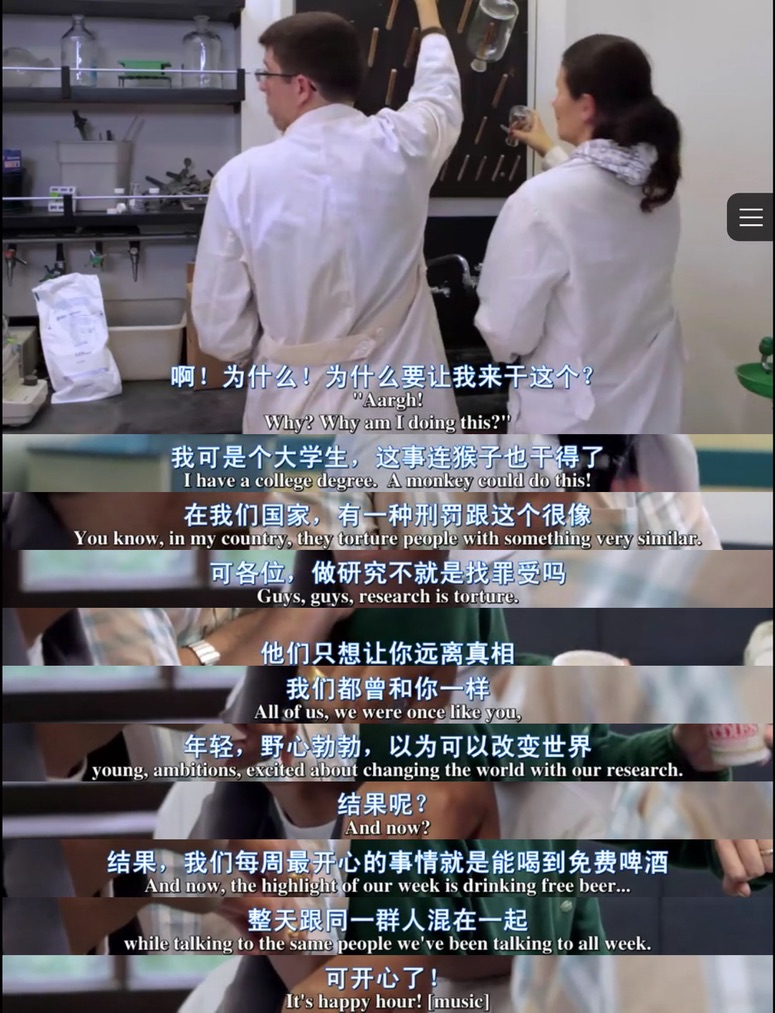 啊！为什么！为什么要让我来干这个？
"Aargh!
Why? Why am I doing this?"
我可是个大学生，这事连猴子也干得了
I have a college degree. A monkey could do this!
在我们国家，有一种刑罚跟这个很像
You know, in my country, they torture people with something very similar.
可各位，做研究不就是找罪受吗
Guys, guys, research is torture.
他们只想让你远离真相
我们都曾和你一样
All of us, we were once like you,
年轻，野心勃勃，以为可以改变世界
young, ambitions, excited about changing the world with our research.
结果呢？
And now?
结果，我们每周最开心的事情就是能喝到免费啤酒
And now, the highlight of our week is drinking free beer...
整天跟同一群人混在一起
while talking to the same people we've been talking to all week.
可开心了！
It's happy hour! [music]